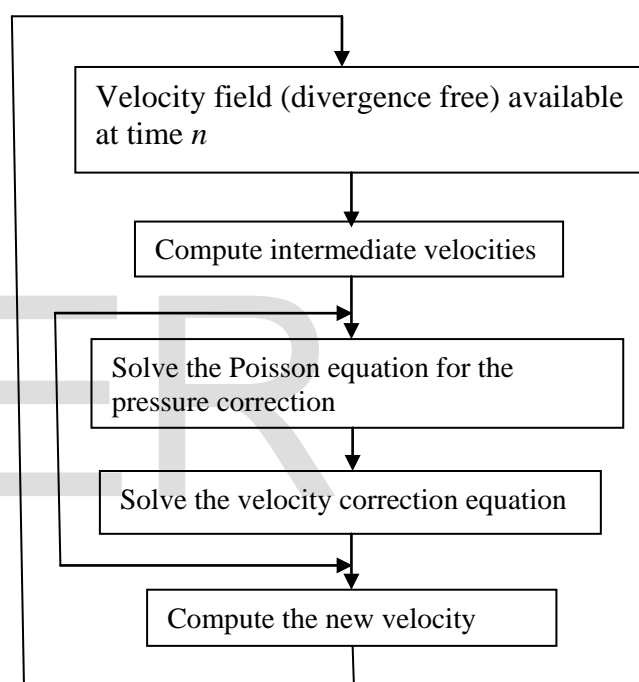 Velocity field (divergence free) available
at time n
Compute intermediate velocities
Solve the Poisson equation for the
pressure correction
Solve the velocity correction equation
Compute the new velocity
ER